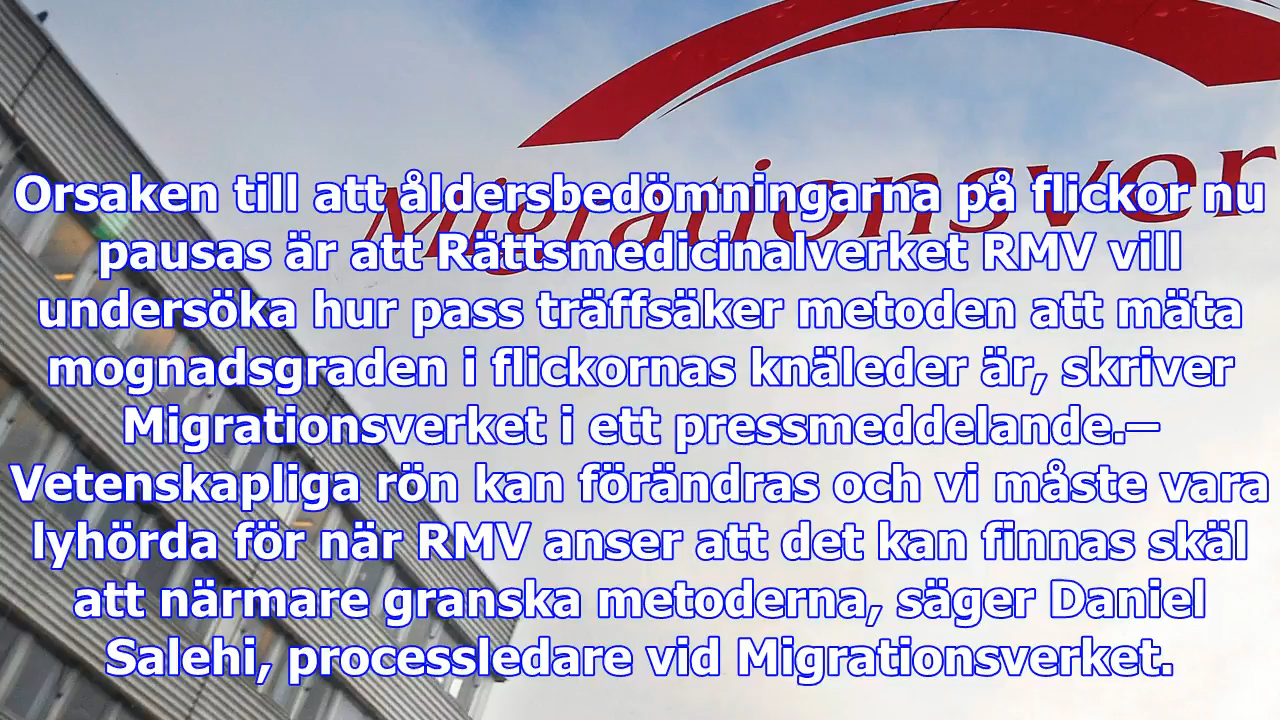 Migrationsver
Orsaken till att åldersbedömningarna på flickor nu
pausas är att Rättsmedicinalverket RMV vill
undersöka hur pass träffsäker metoden att mäta
mognadsgraden i flickornas knäleder är, skriver
Migrationsverket i ett pressmeddelande.–
Vetenskapliga rön kan förändras och vi måste vara
lyhörda för när RMV anser att det kan finnas skäl
att närmare granska metoderna, säger Daniel
Salehi, processledare vid Migrationsverket.